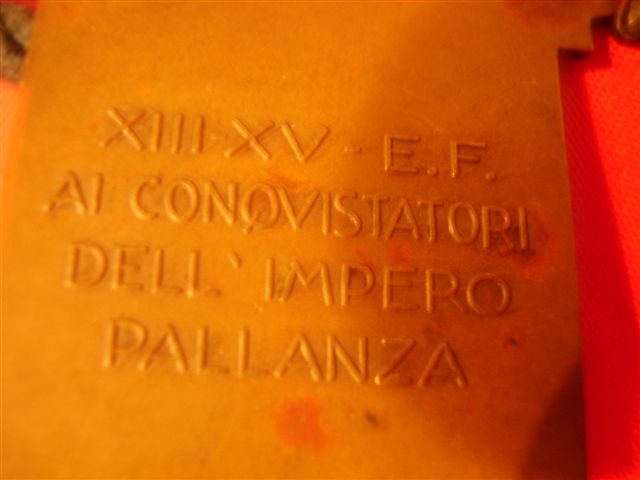 XIII-XV - E.F.
AI CONQVISTATORI
DELL' IMPERO
PALLANZA